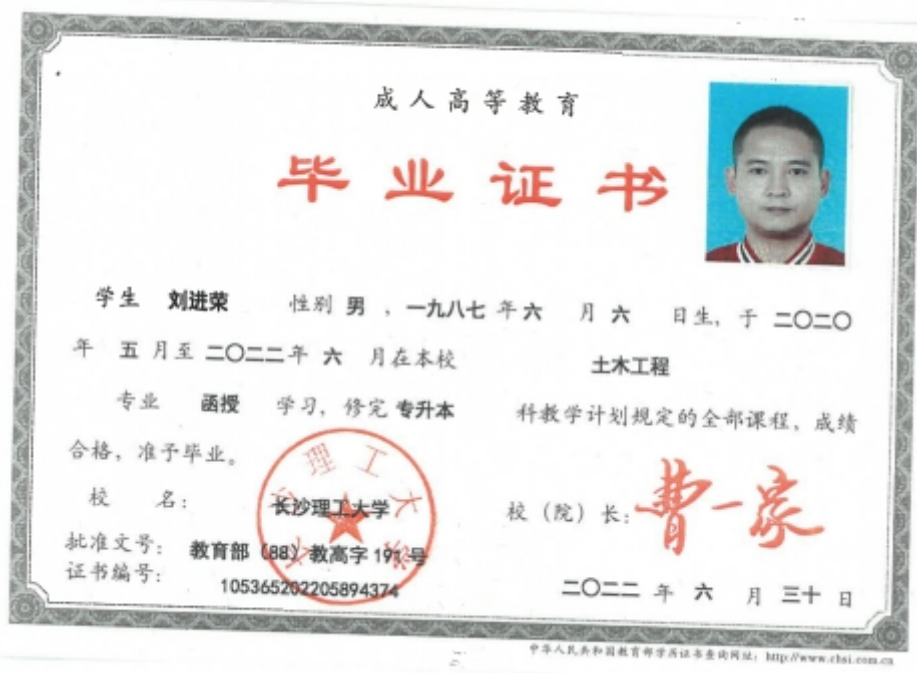 成人高等教育
毕业证书
学生 刘进荣 性别 男 ，一九八七 年 六 月 六 日生，于 二〇二〇
年 五 月至 二〇二二 年 六 月在本校 土木工程
专业 函授 学习，修完 专升本 科教学计划规定的全部课程，成绩
合格，准予毕业。
校 名： 长沙理工大学
校（院）长： 费一家
批准文号： 教育部（88）教高字 191 号
证书编号： 105365202205894374
二〇二二 年 六 月 三十 日
中华人民共和国教育部学历证书查询网址：http://www.chsi.com.cn